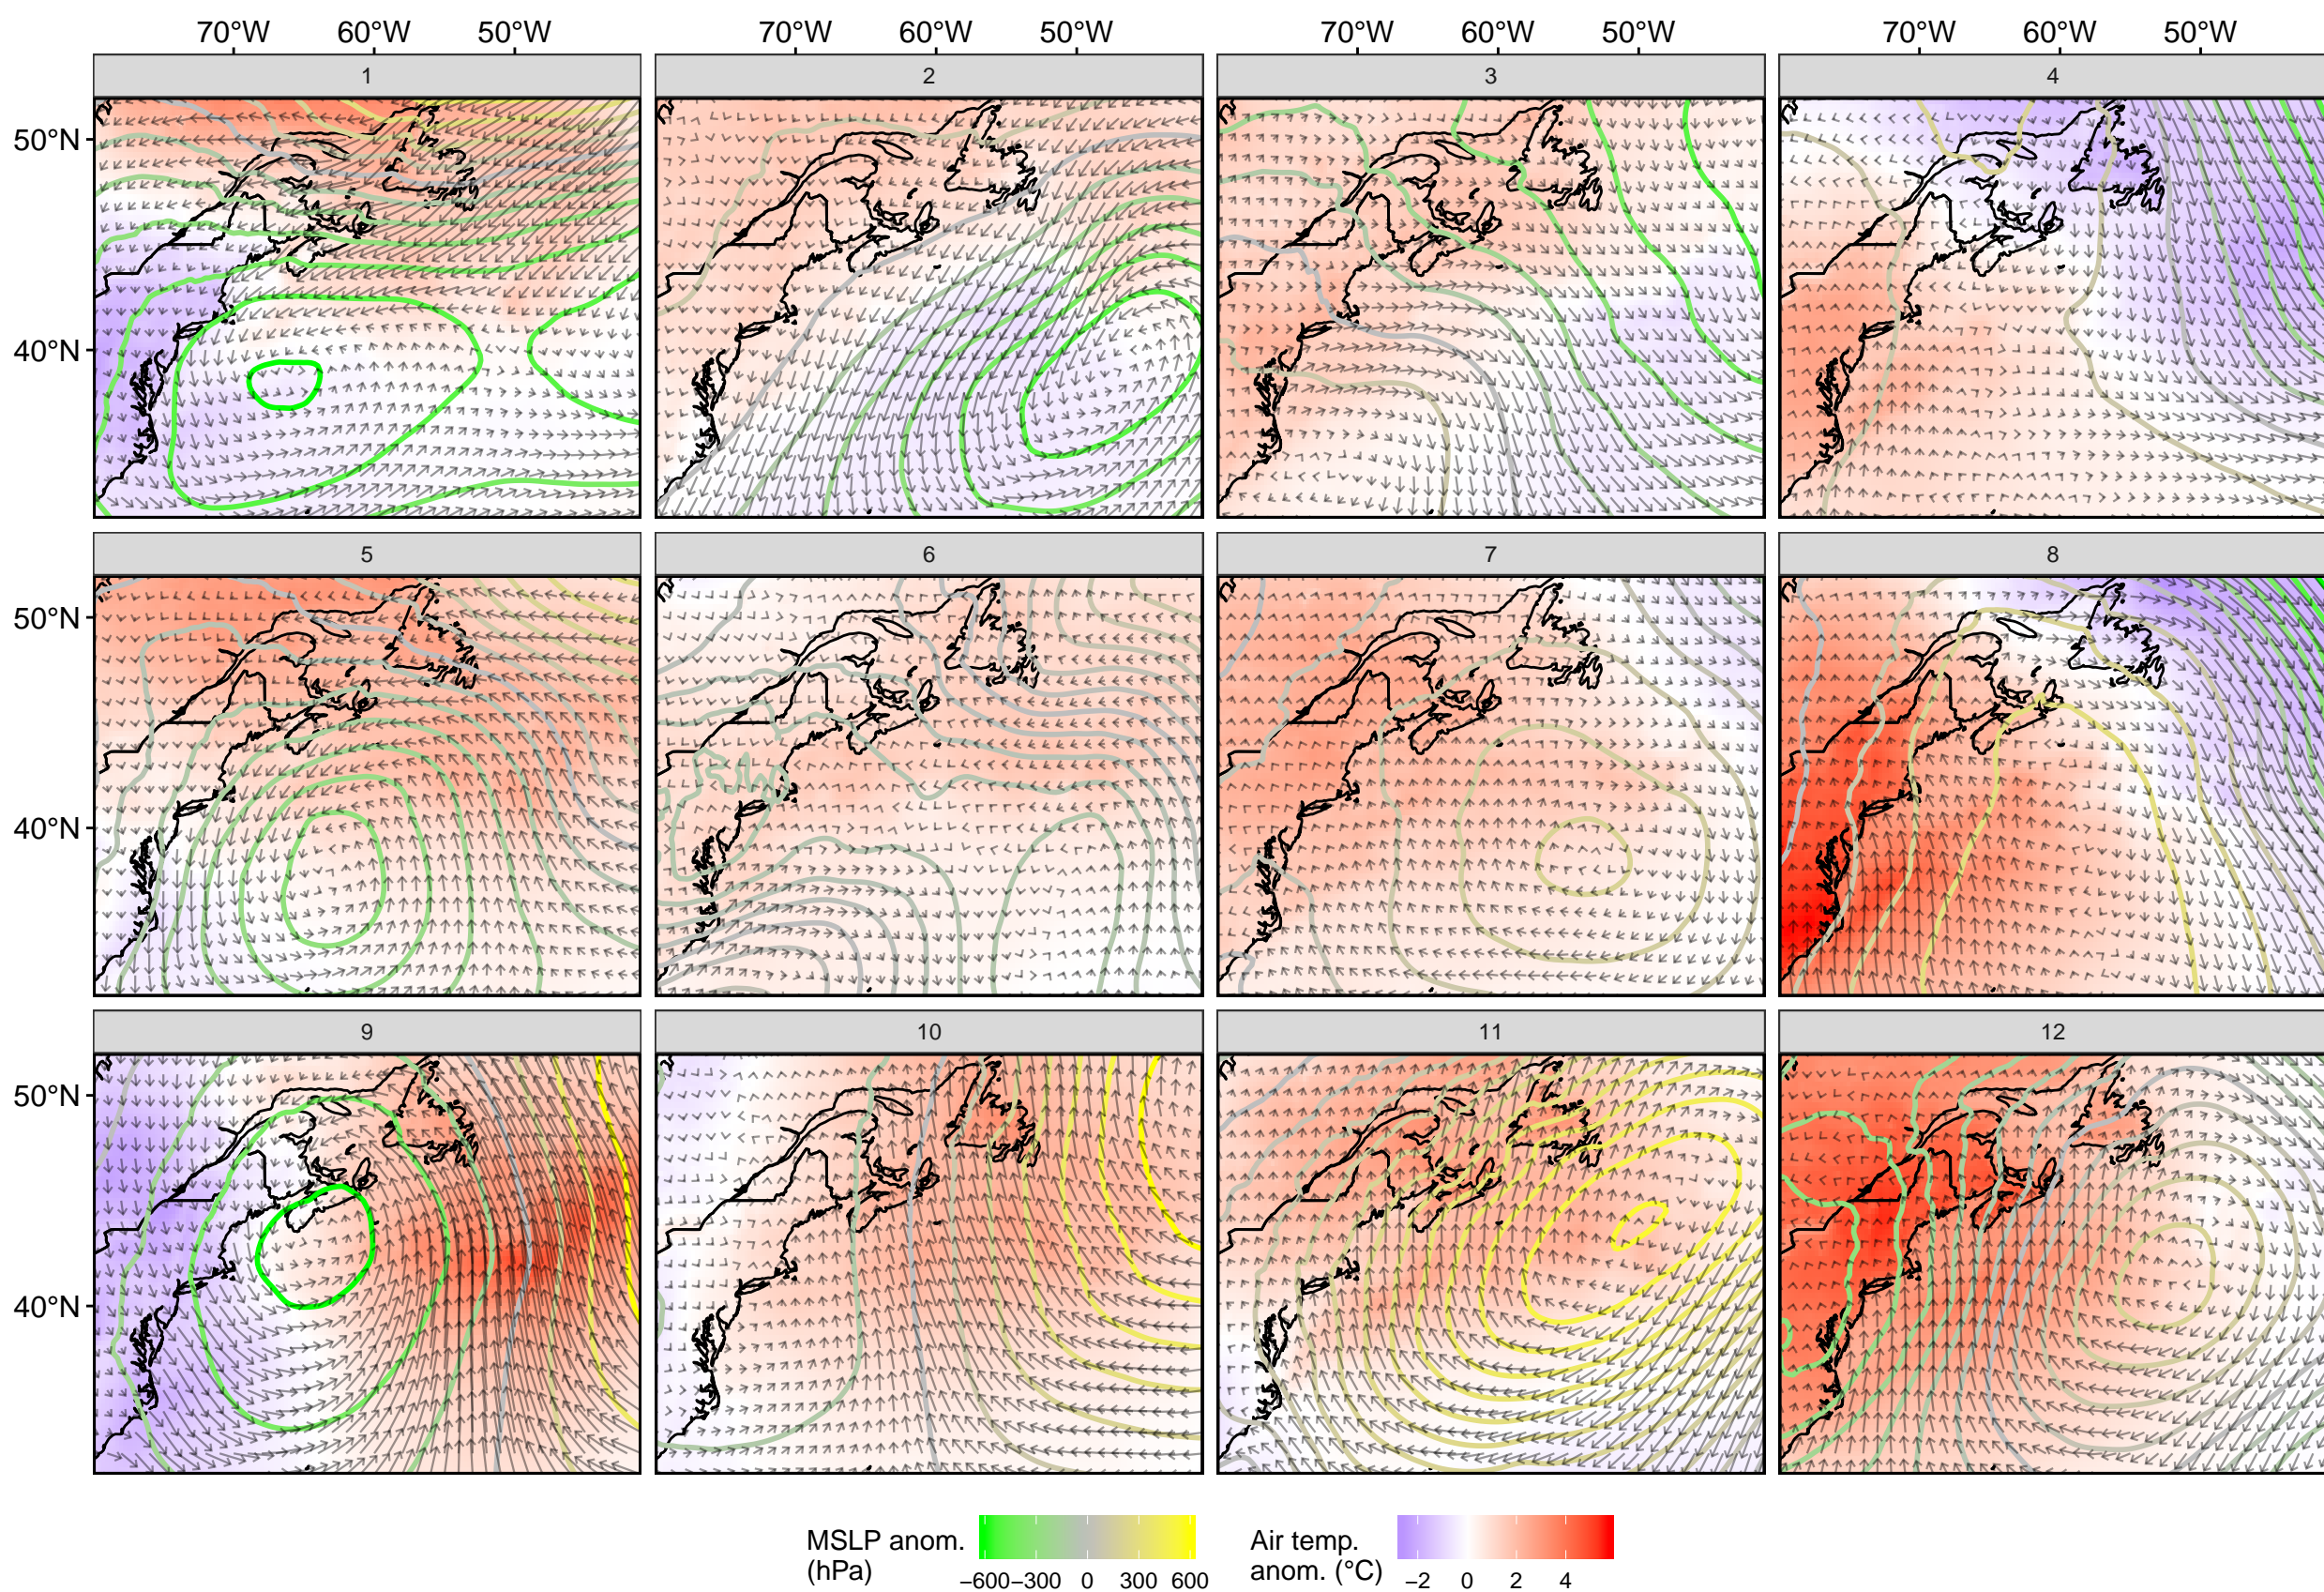 70°W 60°W 50°W 70°W 60°W 50°W 70°W 60°W 50°W 70°W 60°W 50°W
1 2 3 4
50°N
40°N
5 6 7 8
50°N
40°N
9 10 11 12
50°N
40°N
MSLP anom.
(hPa)
−600 −300 0 300 600
Air temp.
anom. (°C)
−2 0 2 4